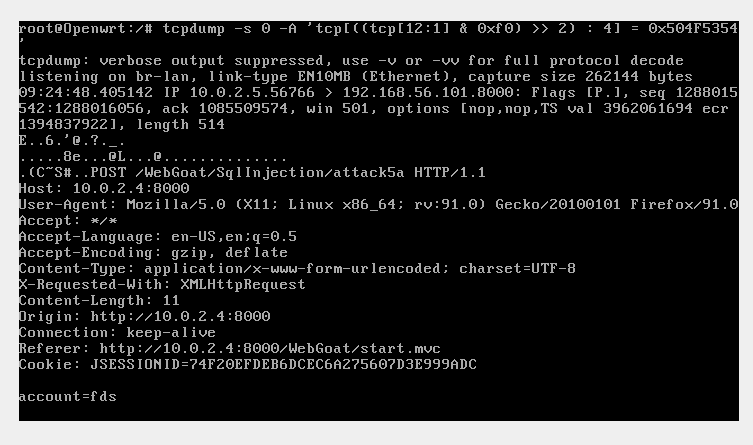 root@Openwrt:/# tcpdump -s 0 -A 'tcp[((tcp[12:1] & 0xf0) >> 2) : 4] = 0x504F5354
'
tcpdump: verbose output suppressed, use -v or -vv for full protocol decode
listening on br-lan, link-type EN10MB (Ethernet), capture size 262144 bytes
09:24:48.405142 IP 10.0.2.5.56766 > 192.168.56.101.8000: Flags [P.], seq 1288015
542:1288016056, ack 1085509574, win 501, options [nop,nop,TS val 3962061694 ecr
1394837922], length 514
E..6.'@.?._.
.....8e...@L...@..............
.(C~S#..POST /WebGoat/SqlInjection/attack5a HTTP/1.1
Host: 10.0.2.4:8000
User-Agent: Mozilla/5.0 (X11; Linux x86_64; rv:91.0) Gecko/20100101 Firefox/91.0
Accept: */*
Accept-Language: en-US,en;q=0.5
Accept-Encoding: gzip, deflate
Content-Type: application/x-www-form-urlencoded; charset=UTF-8
X-Requested-With: XMLHttpRequest
Content-Length: 11
Origin: http://10.0.2.4:8000
Connection: keep-alive
Referer: http://10.0.2.4:8000/WebGoat/start.mvc
Cookie: JSESSIONID=74F20EFDEB6DCEC6A275607D3E999ADC

account=fds